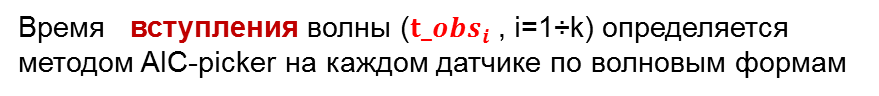 Время вступления волны (t_obsᵢ , i=1÷k) определяется
методом AIC-picker на каждом датчике по волновым формам